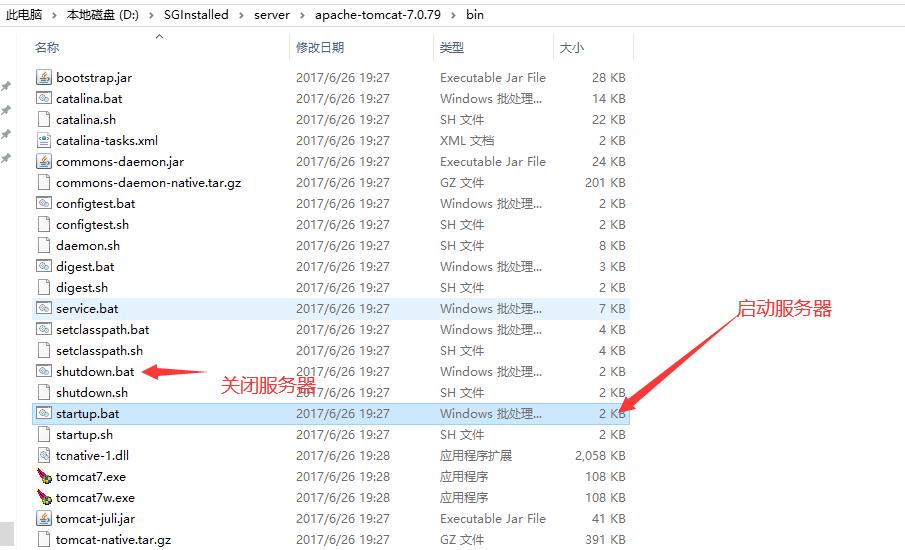 此电脑 > 本地磁盘 (D:) > SGInstalled > server > apache-tomcat-7.0.79 > bin
名称 修改日期 类型 大小
bootstrap.jar 2017/6/26 19:27 Executable Jar File 28 KB
catalina.bat 2017/6/26 19:27 Windows 批处理... 14 KB
catalina.sh 2017/6/26 19:27 SH 文件 22 KB
catalina-tasks.xml 2017/6/26 19:27 XML 文档 2 KB
commons-daemon.jar 2017/6/26 19:27 Executable Jar File 24 KB
commons-daemon-native.tar.gz 2017/6/26 19:27 GZ 文件 201 KB
configtest.bat 2017/6/26 19:27 Windows 批处理... 2 KB
configtest.sh 2017/6/26 19:27 SH 文件 2 KB
daemon.sh 2017/6/26 19:27 SH 文件 8 KB
digest.bat 2017/6/26 19:27 Windows 批处理... 3 KB
digest.sh 2017/6/26 19:27 SH 文件 2 KB
service.bat 2017/6/26 19:27 Windows 批处理... 7 KB
启动服务器
setclasspath.bat 2017/6/26 19:27 Windows 批处理... 4 KB
setclasspath.sh 2017/6/26 19:27 SH 文件 4 KB
shutdown.bat 2017/6/26 19:27 Windows 批处理... 2 KB
关闭服务器
shutdown.sh 2017/6/26 19:27 SH 文件 2 KB
startup.bat 2017/6/26 19:27 Windows 批处理... 2 KB
startup.sh 2017/6/26 19:27 SH 文件 2 KB
tcnative-1.dll 2017/6/26 19:28 应用程序扩展 2,058 KB
tomcat7.exe 2017/6/26 19:28 应用程序 108 KB
tomcat7w.exe 2017/6/26 19:28 应用程序 108 KB
tomcat-juli.jar 2017/6/26 19:27 Executable Jar File 41 KB
tomcat-native.tar.gz 2017/6/26 19:27 GZ 文件 391 KB